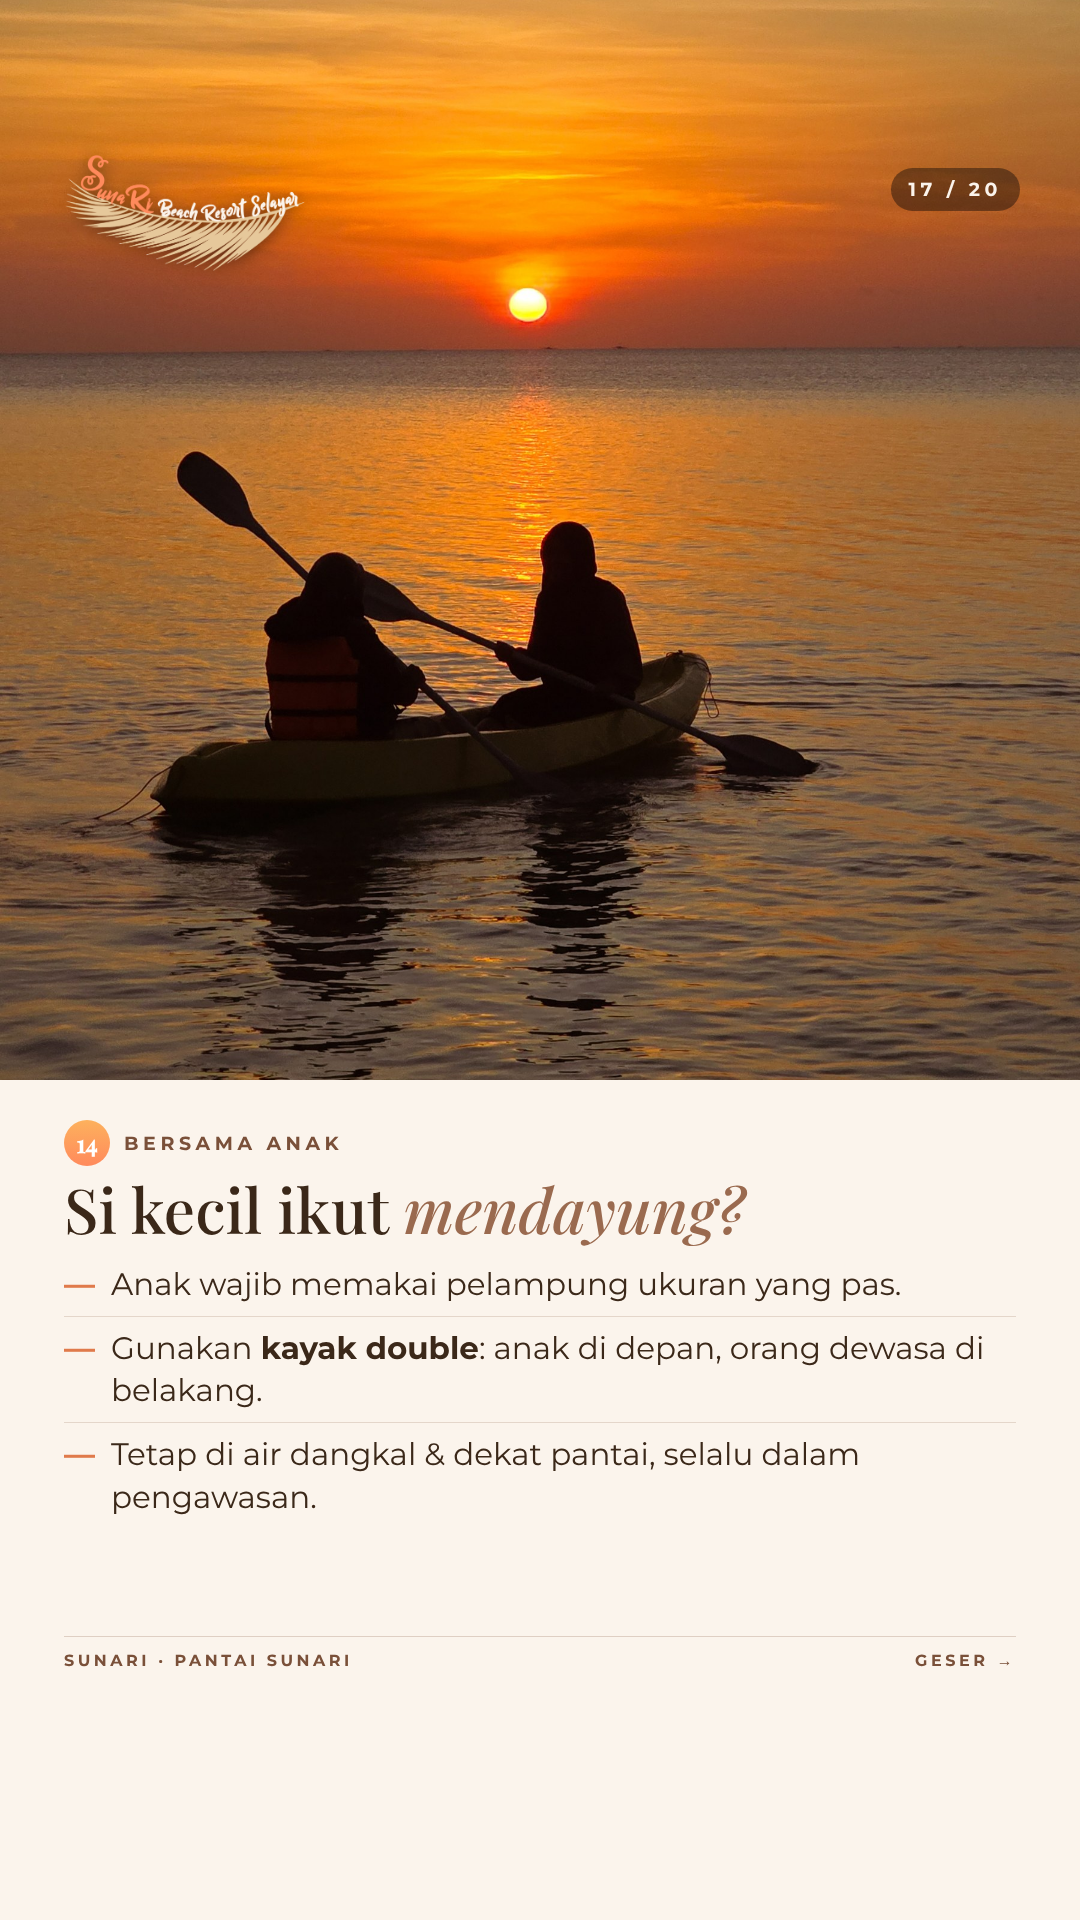 SunaRi Beach Resort Selayar
17 / 20
14 BERSAMA ANAK
Si kecil ikut mendayung?
— Anak wajib memakai pelampung ukuran yang pas.
— Gunakan kayak double: anak di depan, orang dewasa di
belakang.
— Tetap di air dangkal & dekat pantai, selalu dalam
pengawasan.
SUNARI · PANTAI SUNARI
GESER →